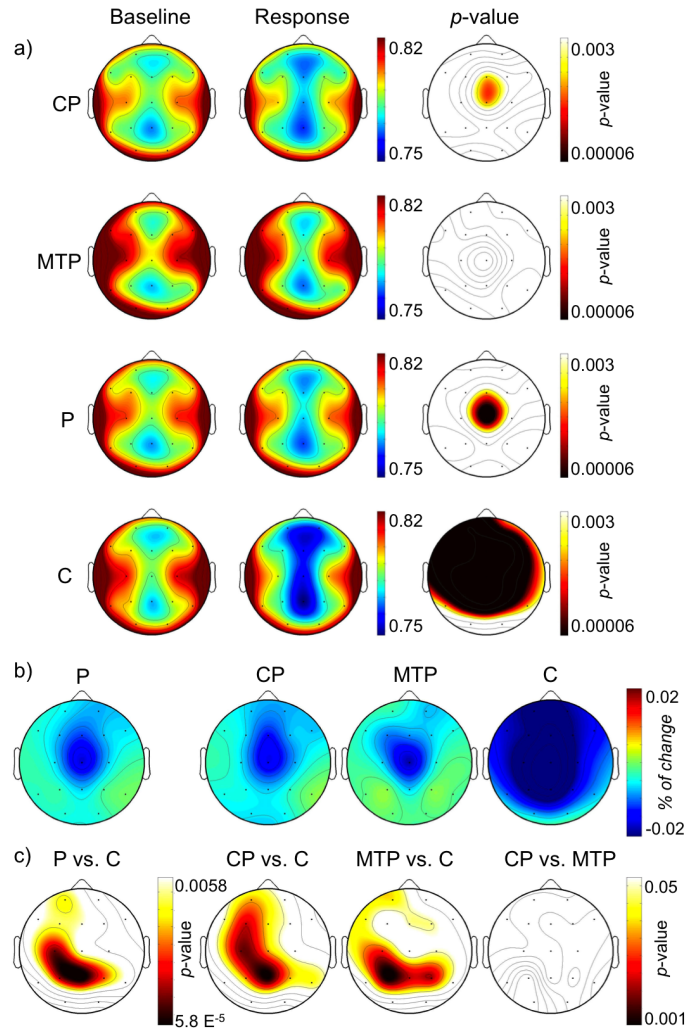 Baseline Response p-value
a)
CP
0.82
0.75
0.003
p-value
0.00006
MTP
0.82
0.75
0.003
p-value
0.00006
P
0.82
0.75
0.003
p-value
0.00006
C
0.82
0.75
0.003
p-value
0.00006
b)
P CP MTP C
0.02
% of change
-0.02
c)
P vs. C CP vs. C MTP vs. C CP vs. MTP
0.0058
p-value
5.8 E-5
0.05
p-value
0.001